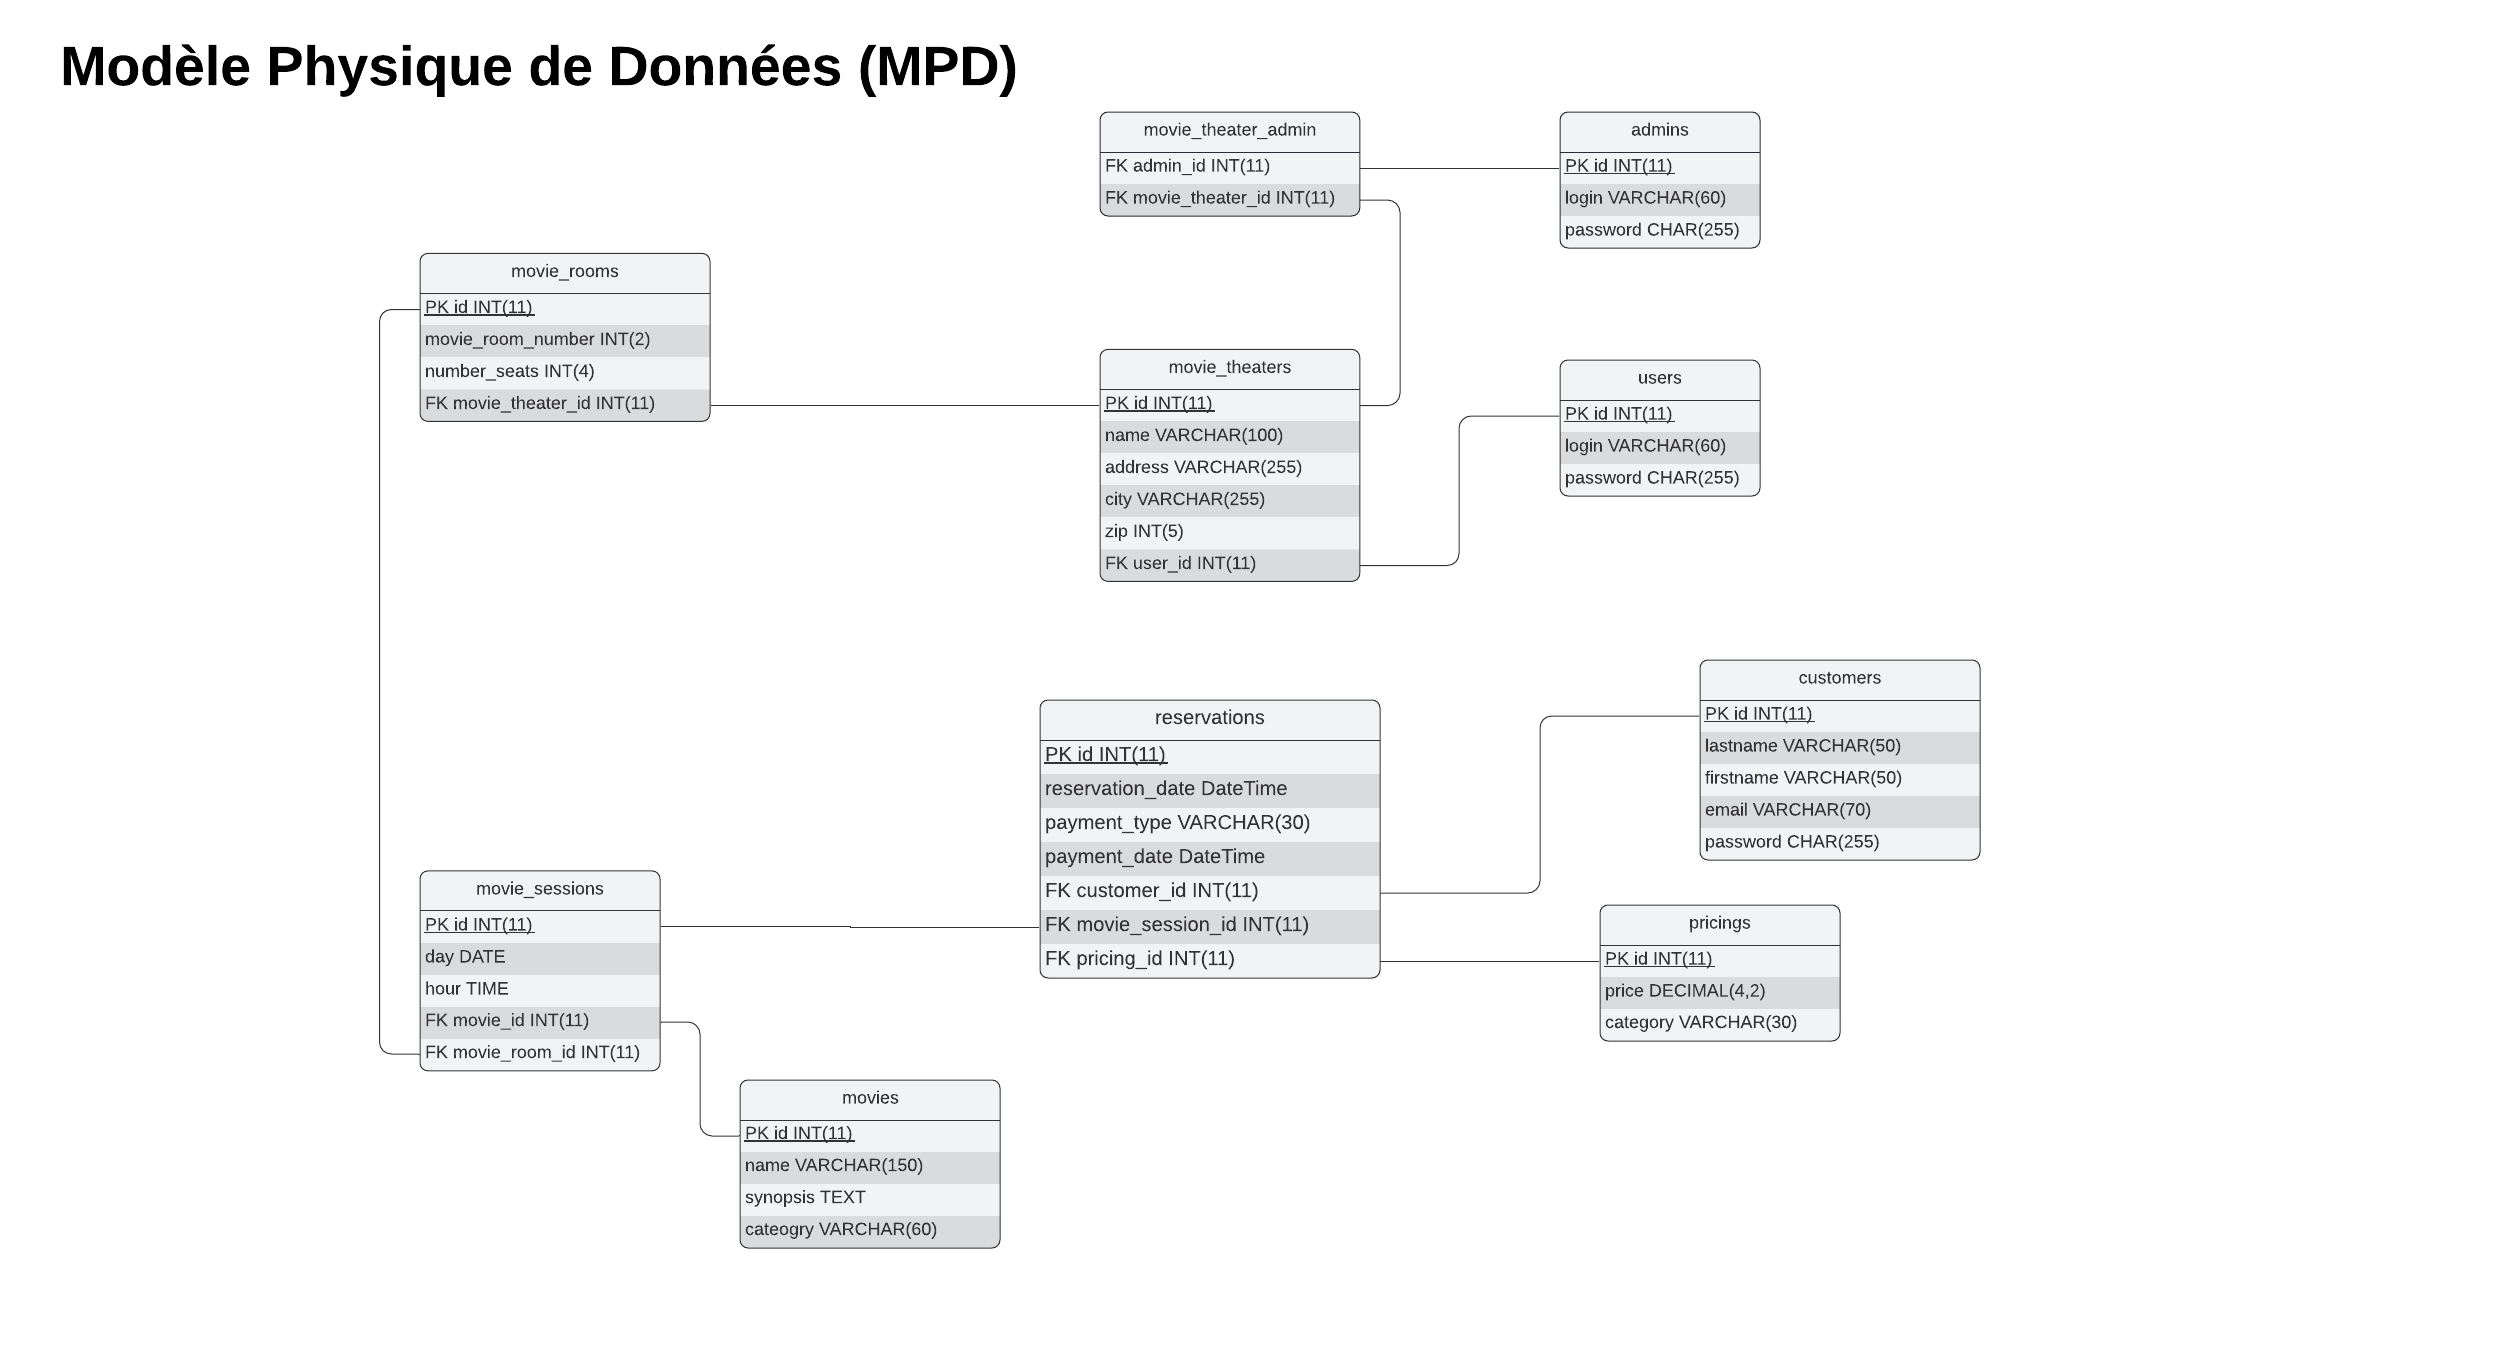 Modèle Physique de Données (MPD)
movie_theater_admin
FK admin_id INT(11)
FK movie_theater_id INT(11)
admins
PK id INT(11)
login VARCHAR(60)
password CHAR(255)
movie_rooms
PK id INT(11)
movie_room_number INT(2)
number_seats INT(4)
FK movie_theater_id INT(11)
movie_theaters
PK id INT(11)
name VARCHAR(100)
address VARCHAR(255)
city VARCHAR(255)
zip INT(5)
FK user_id INT(11)
users
PK id INT(11)
login VARCHAR(60)
password CHAR(255)
customers
PK id INT(11)
lastname VARCHAR(50)
firstname VARCHAR(50)
email VARCHAR(70)
password CHAR(255)
reservations
PK id INT(11)
reservation_date DateTime
payment_type VARCHAR(30)
payment_date DateTime
FK customer_id INT(11)
FK movie_session_id INT(11)
FK pricing_id INT(11)
movie_sessions
PK id INT(11)
day DATE
hour TIME
FK movie_id INT(11)
FK movie_room_id INT(11)
pricings
PK id INT(11)
price DECIMAL(4,2)
category VARCHAR(30)
movies
PK id INT(11)
name VARCHAR(150)
synopsis TEXT
cateogry VARCHAR(60)